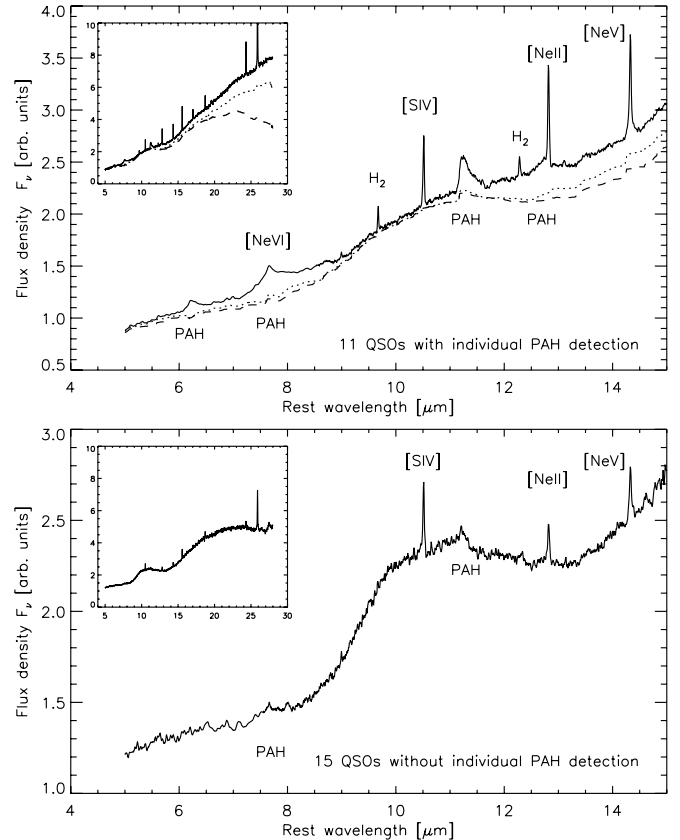 4.0
3.5
3.0
2.5
2.0
1.5
1.0
0.5
Flux density Fν [arb. units]
10
8
6
4
2
0
5 10 15 20 25 30
[NeVI]
H2
[SIV]
H2
[NeII]
[NeV]
PAH
PAH
PAH
PAH
11 QSOs with individual PAH detection
4 6 8 10 12 14
Rest wavelength [μm]
3.0
2.5
2.0
1.5
1.0
Flux density Fν [arb. units]
10
8
6
4
2
0
5 10 15 20 25 30
[SIV]
[NeII]
[NeV]
PAH
PAH
15 QSOs without individual PAH detection
4 6 8 10 12 14
Rest wavelength [μm]